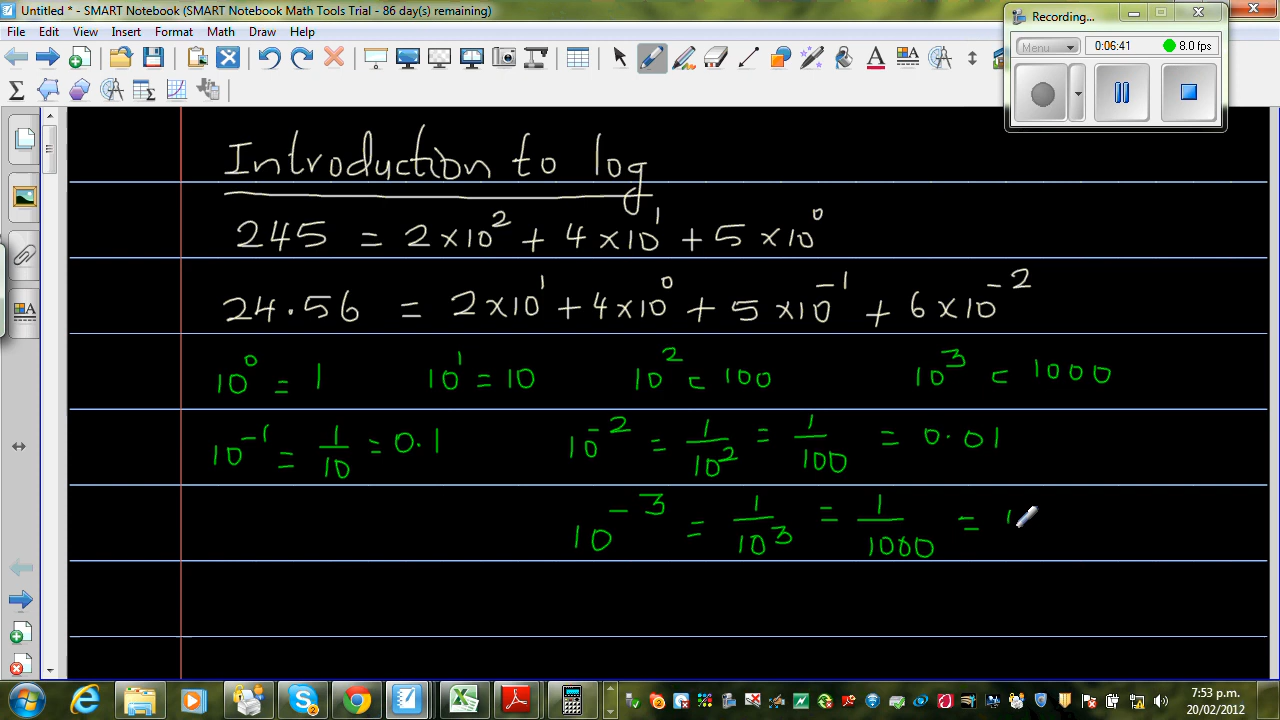 Untitled * - SMART Notebook (SMART Notebook Math Tools Trial - 86 day(s) remaining)
File Edit View Insert Format Math Draw Help
Recording...
Menu 0:06:41 8.0 fps
Introduction to log
245 = 2×10² + 4×10¹ + 5×10⁰
24.56 = 2×10¹ + 4×10⁰ + 5×10⁻¹ + 6×10⁻²
10⁰ = 1 10¹ = 10 10² = 100 10³ = 1000
10⁻¹ = 1/10 = 0.1 10⁻² = 1/10² = 1/100 = 0.01
10⁻³ = 1/10³ = 1/1000 =
7:53 p.m.
20/02/2012